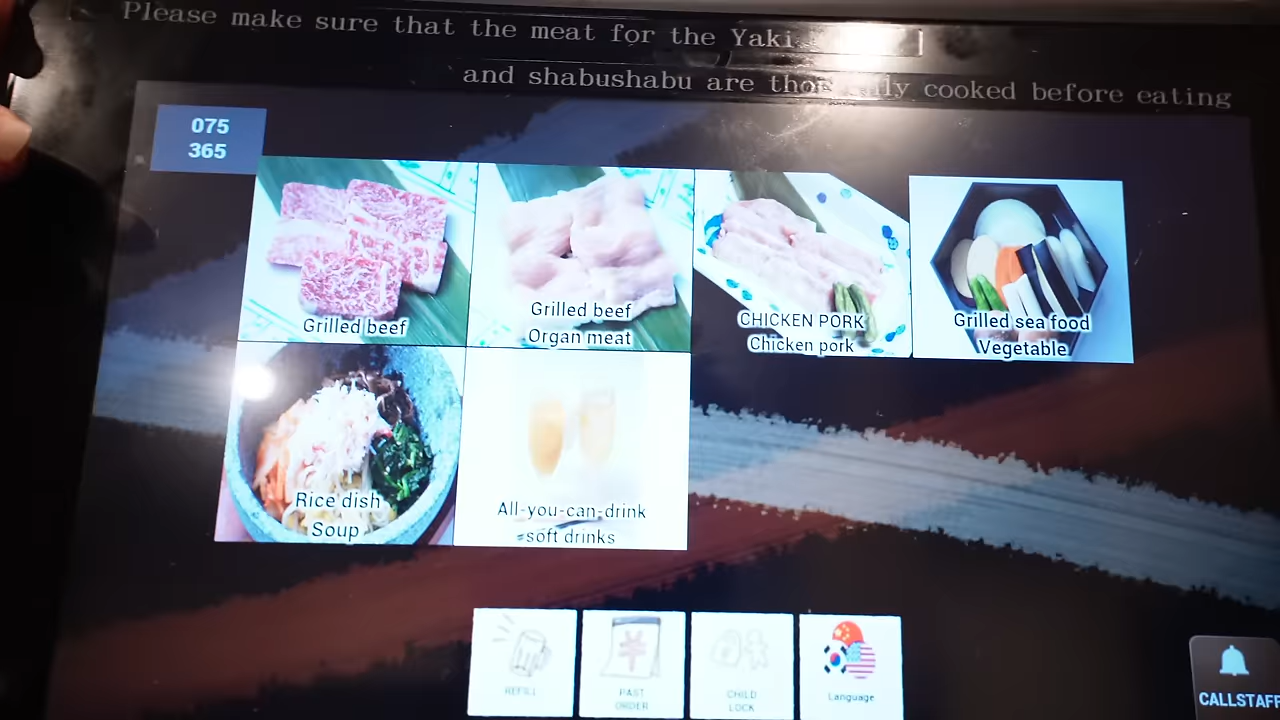 Please make sure that the meat for the Yaki
and shabushabu are cooked before eating
075
365
Grilled beef
Grilled beef
Organ meat
CHICKEN PORK
Chicken pork
Grilled sea food
Vegetable
Rice dish
Soup
All-you-can-drink
soft drinks
REFILL
PAST
ORDER
CHILD
LOCK
Language
CALLSTAFF